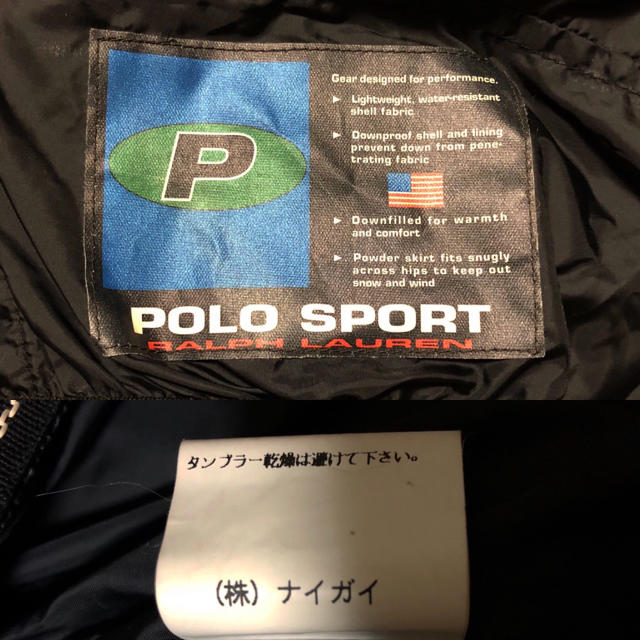 P
Gear designed for performance.
► Lightweight, water-resistant
shell fabric
► Downproof shell and lining
prevent down from pene-
trating fabric
► Downfilled for warmth
and comfort
► Powder skirt fits snugly
across hips to keep out
snow and wind
POLO SPORT
RALPH LAUREN
タンブラー乾燥は避けて下さい。
(株) ナイガイ